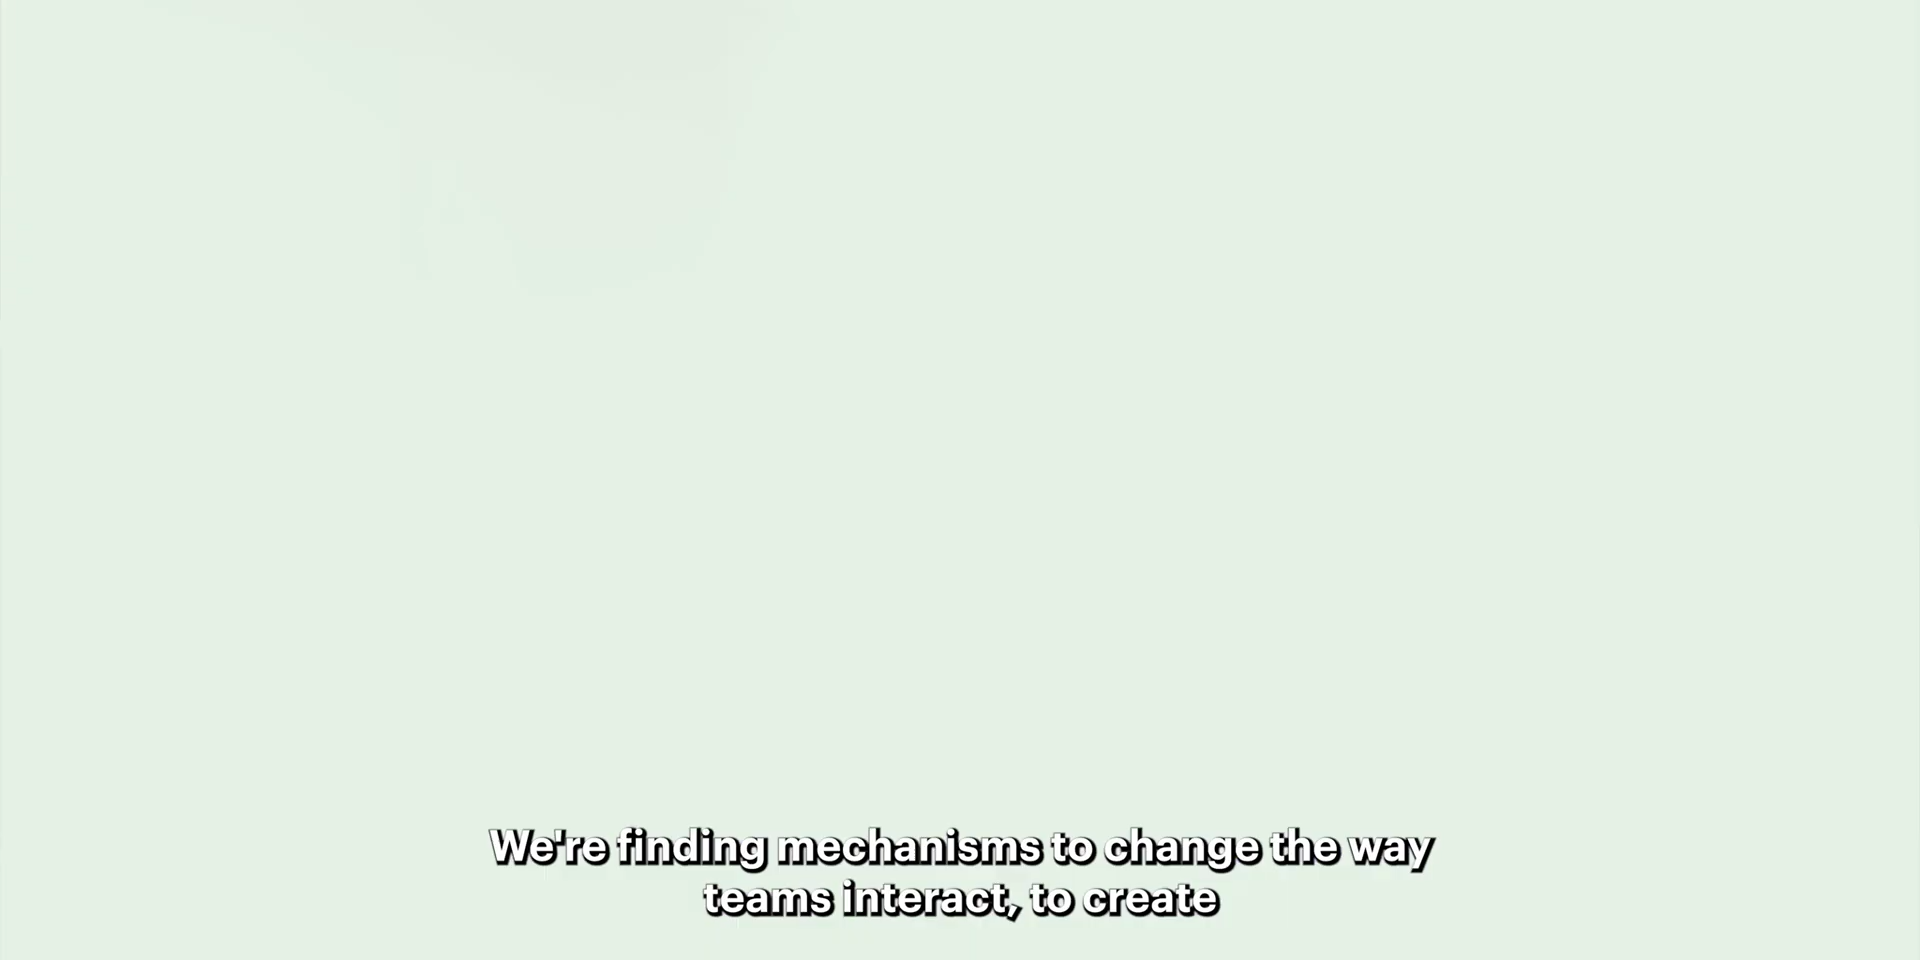 We're finding mechanisms to change the way
teams interact, to create